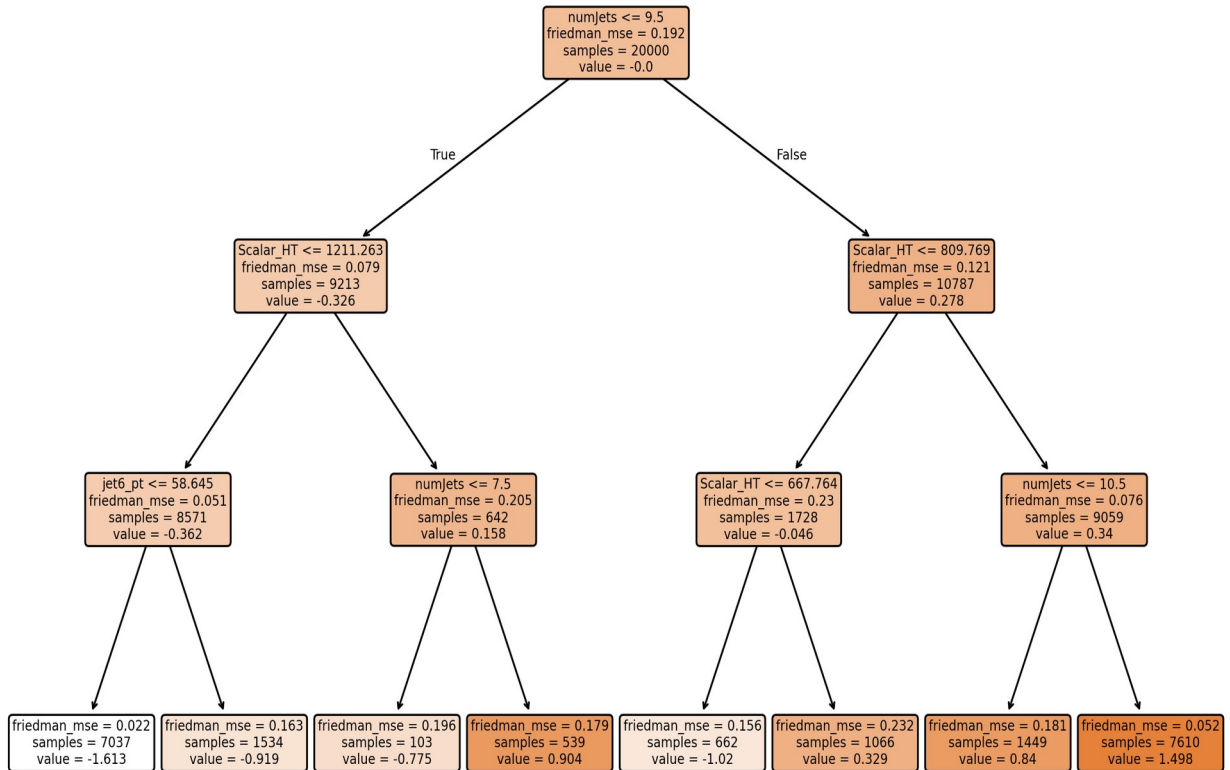 numJets <= 9.5
friedman_mse = 0.192
samples = 20000
value = -0.0
True
False
Scalar_HT <= 1211.263
friedman_mse = 0.079
samples = 9213
value = -0.326
Scalar_HT <= 809.769
friedman_mse = 0.121
samples = 10787
value = 0.278
jet6_pt <= 58.645
friedman_mse = 0.051
samples = 8571
value = -0.362
numJets <= 7.5
friedman_mse = 0.205
samples = 642
value = 0.158
Scalar_HT <= 667.764
friedman_mse = 0.23
samples = 1728
value = -0.046
numJets <= 10.5
friedman_mse = 0.076
samples = 9059
value = 0.34
friedman_mse = 0.022
samples = 7037
value = -1.613
friedman_mse = 0.163
samples = 1534
value = -0.919
friedman_mse = 0.196
samples = 103
value = -0.775
friedman_mse = 0.179
samples = 539
value = 0.904
friedman_mse = 0.156
samples = 662
value = -1.02
friedman_mse = 0.232
samples = 1066
value = 0.329
friedman_mse = 0.181
samples = 1449
value = 0.84
friedman_mse = 0.052
samples = 7610
value = 1.498